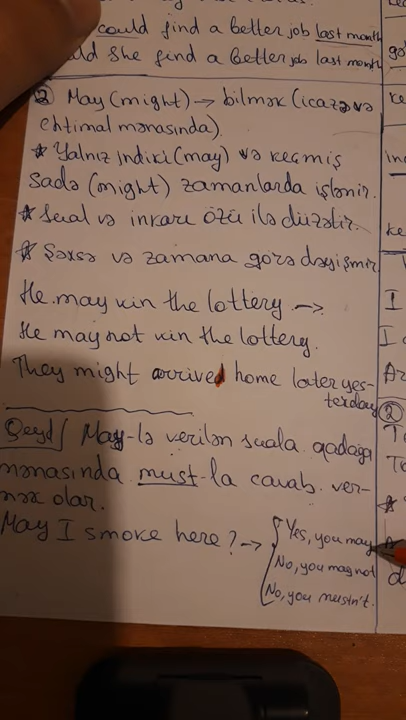 could find a better job last month
she find a better job last month
② May (might) → bilmək (icazə və
ehtimal mənasında).
* Yalnız indiki (may) və keçmiş
sadə (might) zamanlarda işlənir.
* Sual və inkarı özü ilə düzəldir.
* Şəxsə və zamana görə dəyişmir
He may win the lottery. →
He may not win the lottery.
They might arrived home later yes-
terday
Qeyd May-lə verilən suala qadağa
mənasında must-la cavab ver-
mək olar.
May I smoke here? →
Yes, you may
No, you may not
No, you mustn't.
I
I
②